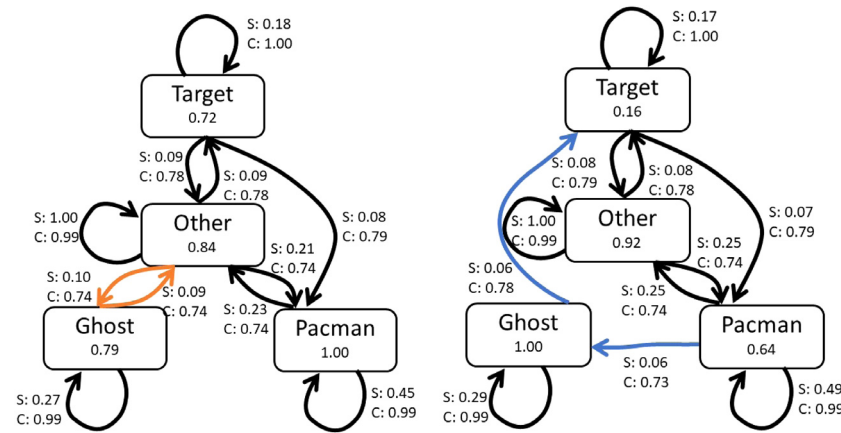 S: 0.18
C: 1.00
Target
0.72
S: 0.09
C: 0.78
S: 0.09
C: 0.78
S: 0.08
C: 0.79
S: 1.00
C: 0.99
Other
0.84
S: 0.21
C: 0.74
S: 0.10
C: 0.74
S: 0.09
C: 0.74
S: 0.23
C: 0.74
Ghost
0.79
Pacman
1.00
S: 0.27
C: 0.99
S: 0.45
C: 0.99
S: 0.17
C: 1.00
Target
0.16
S: 0.08
C: 0.79
S: 0.08
C: 0.78
S: 0.07
C: 0.79
S: 1.00
C: 0.99
Other
0.92
S: 0.25
C: 0.74
S: 0.06
C: 0.78
S: 0.25
C: 0.74
Ghost
1.00
Pacman
0.64
S: 0.06
C: 0.73
S: 0.29
C: 0.99
S: 0.49
C: 0.99